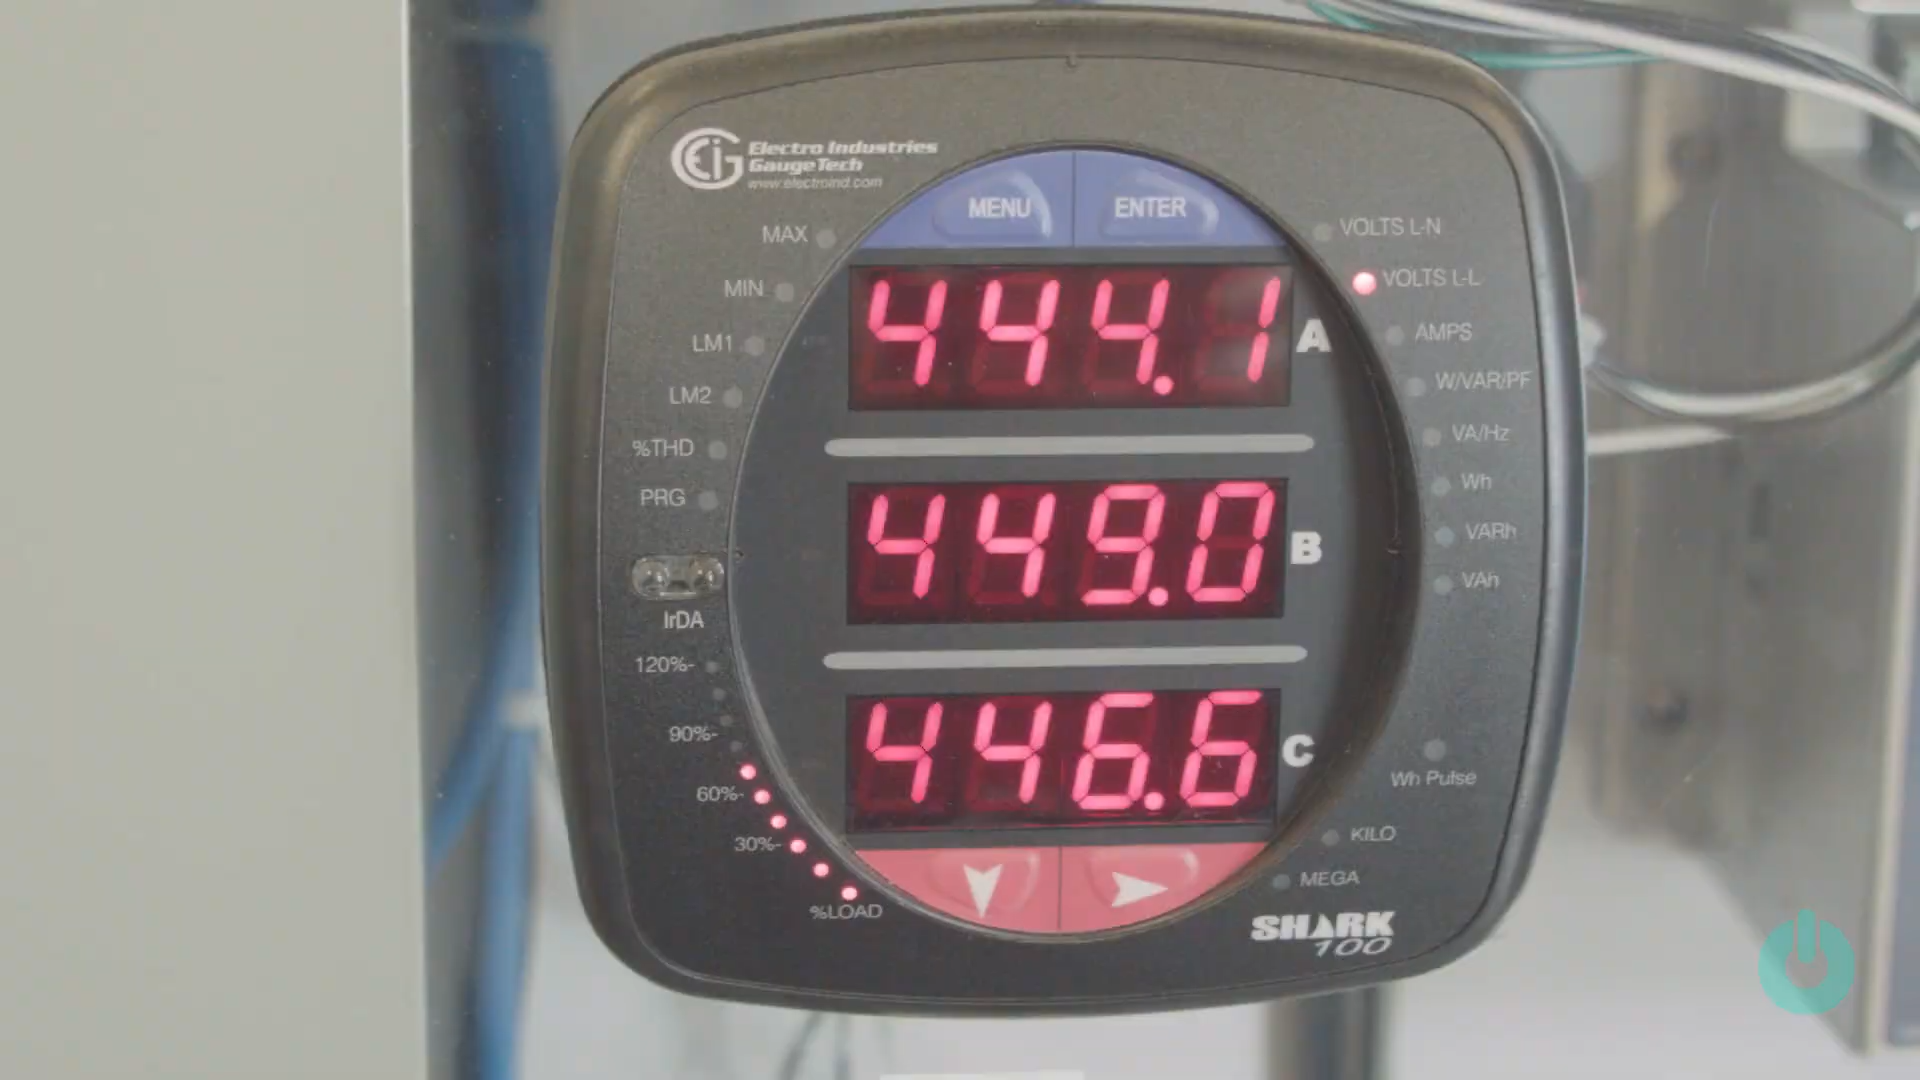 Electro Industries
GaugeTech
www.electroind.com
MENU
ENTER
MAX
MIN
LM1
LM2
%THD
PRG
IrDA
120%-
90%-
60%-
30%-
%LOAD
444.1
A
449.0
B
446.6
C
VOLTS L-N
VOLTS L-L
AMPS
W/VAR/PF
VA/Hz
Wh
VARh
VAh
Wh Pulse
KILO
MEGA
SHARK
100